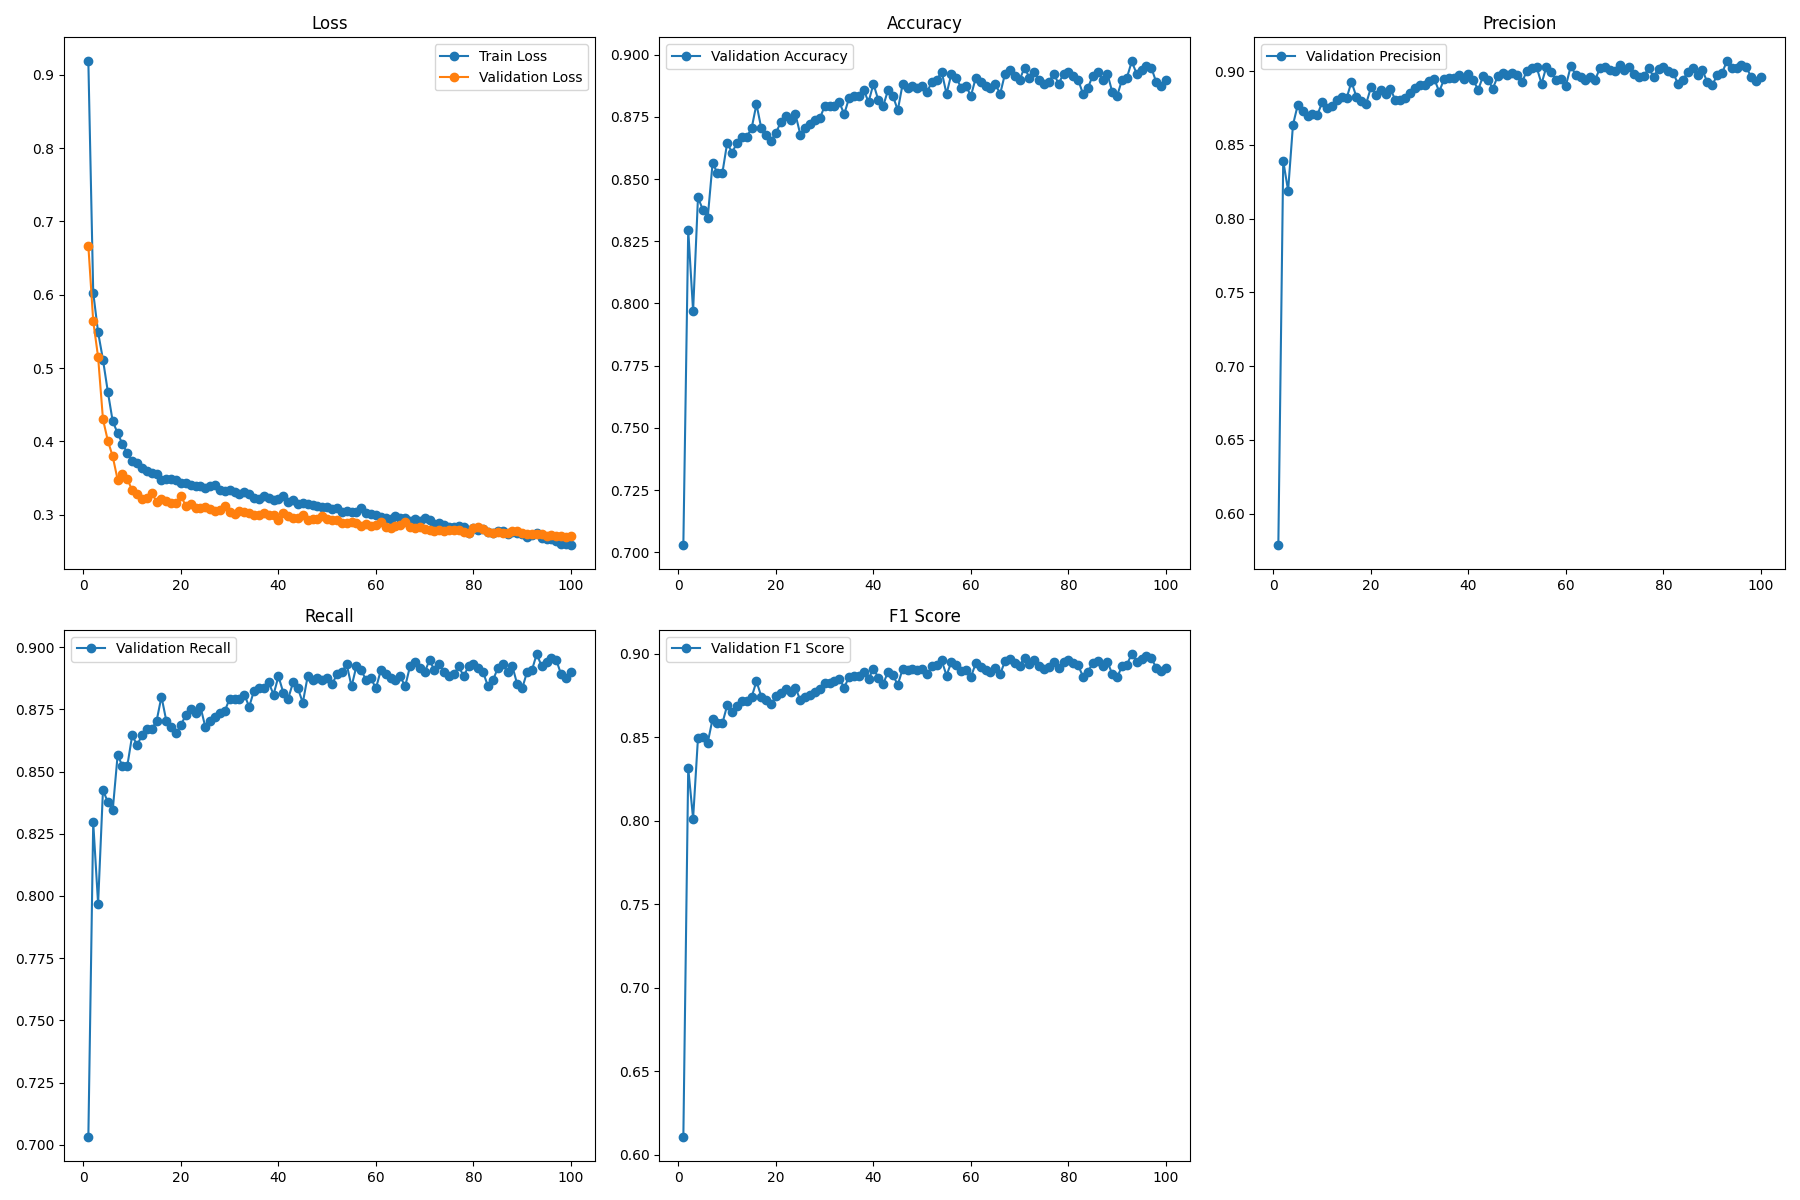 Loss
Train Loss
Validation Loss
0.9
0.8
0.7
0.6
0.5
0.4
0.3
0 20 40 60 80 100
Accuracy
Validation Accuracy
0.900
0.875
0.850
0.825
0.800
0.775
0.750
0.725
0.700
0 20 40 60 80 100
Precision
Validation Precision
0.90
0.85
0.80
0.75
0.70
0.65
0.60
0 20 40 60 80 100
Recall
Validation Recall
0.900
0.875
0.850
0.825
0.800
0.775
0.750
0.725
0.700
0 20 40 60 80 100
F1 Score
Validation F1 Score
0.90
0.85
0.80
0.75
0.70
0.65
0.60
0 20 40 60 80 100